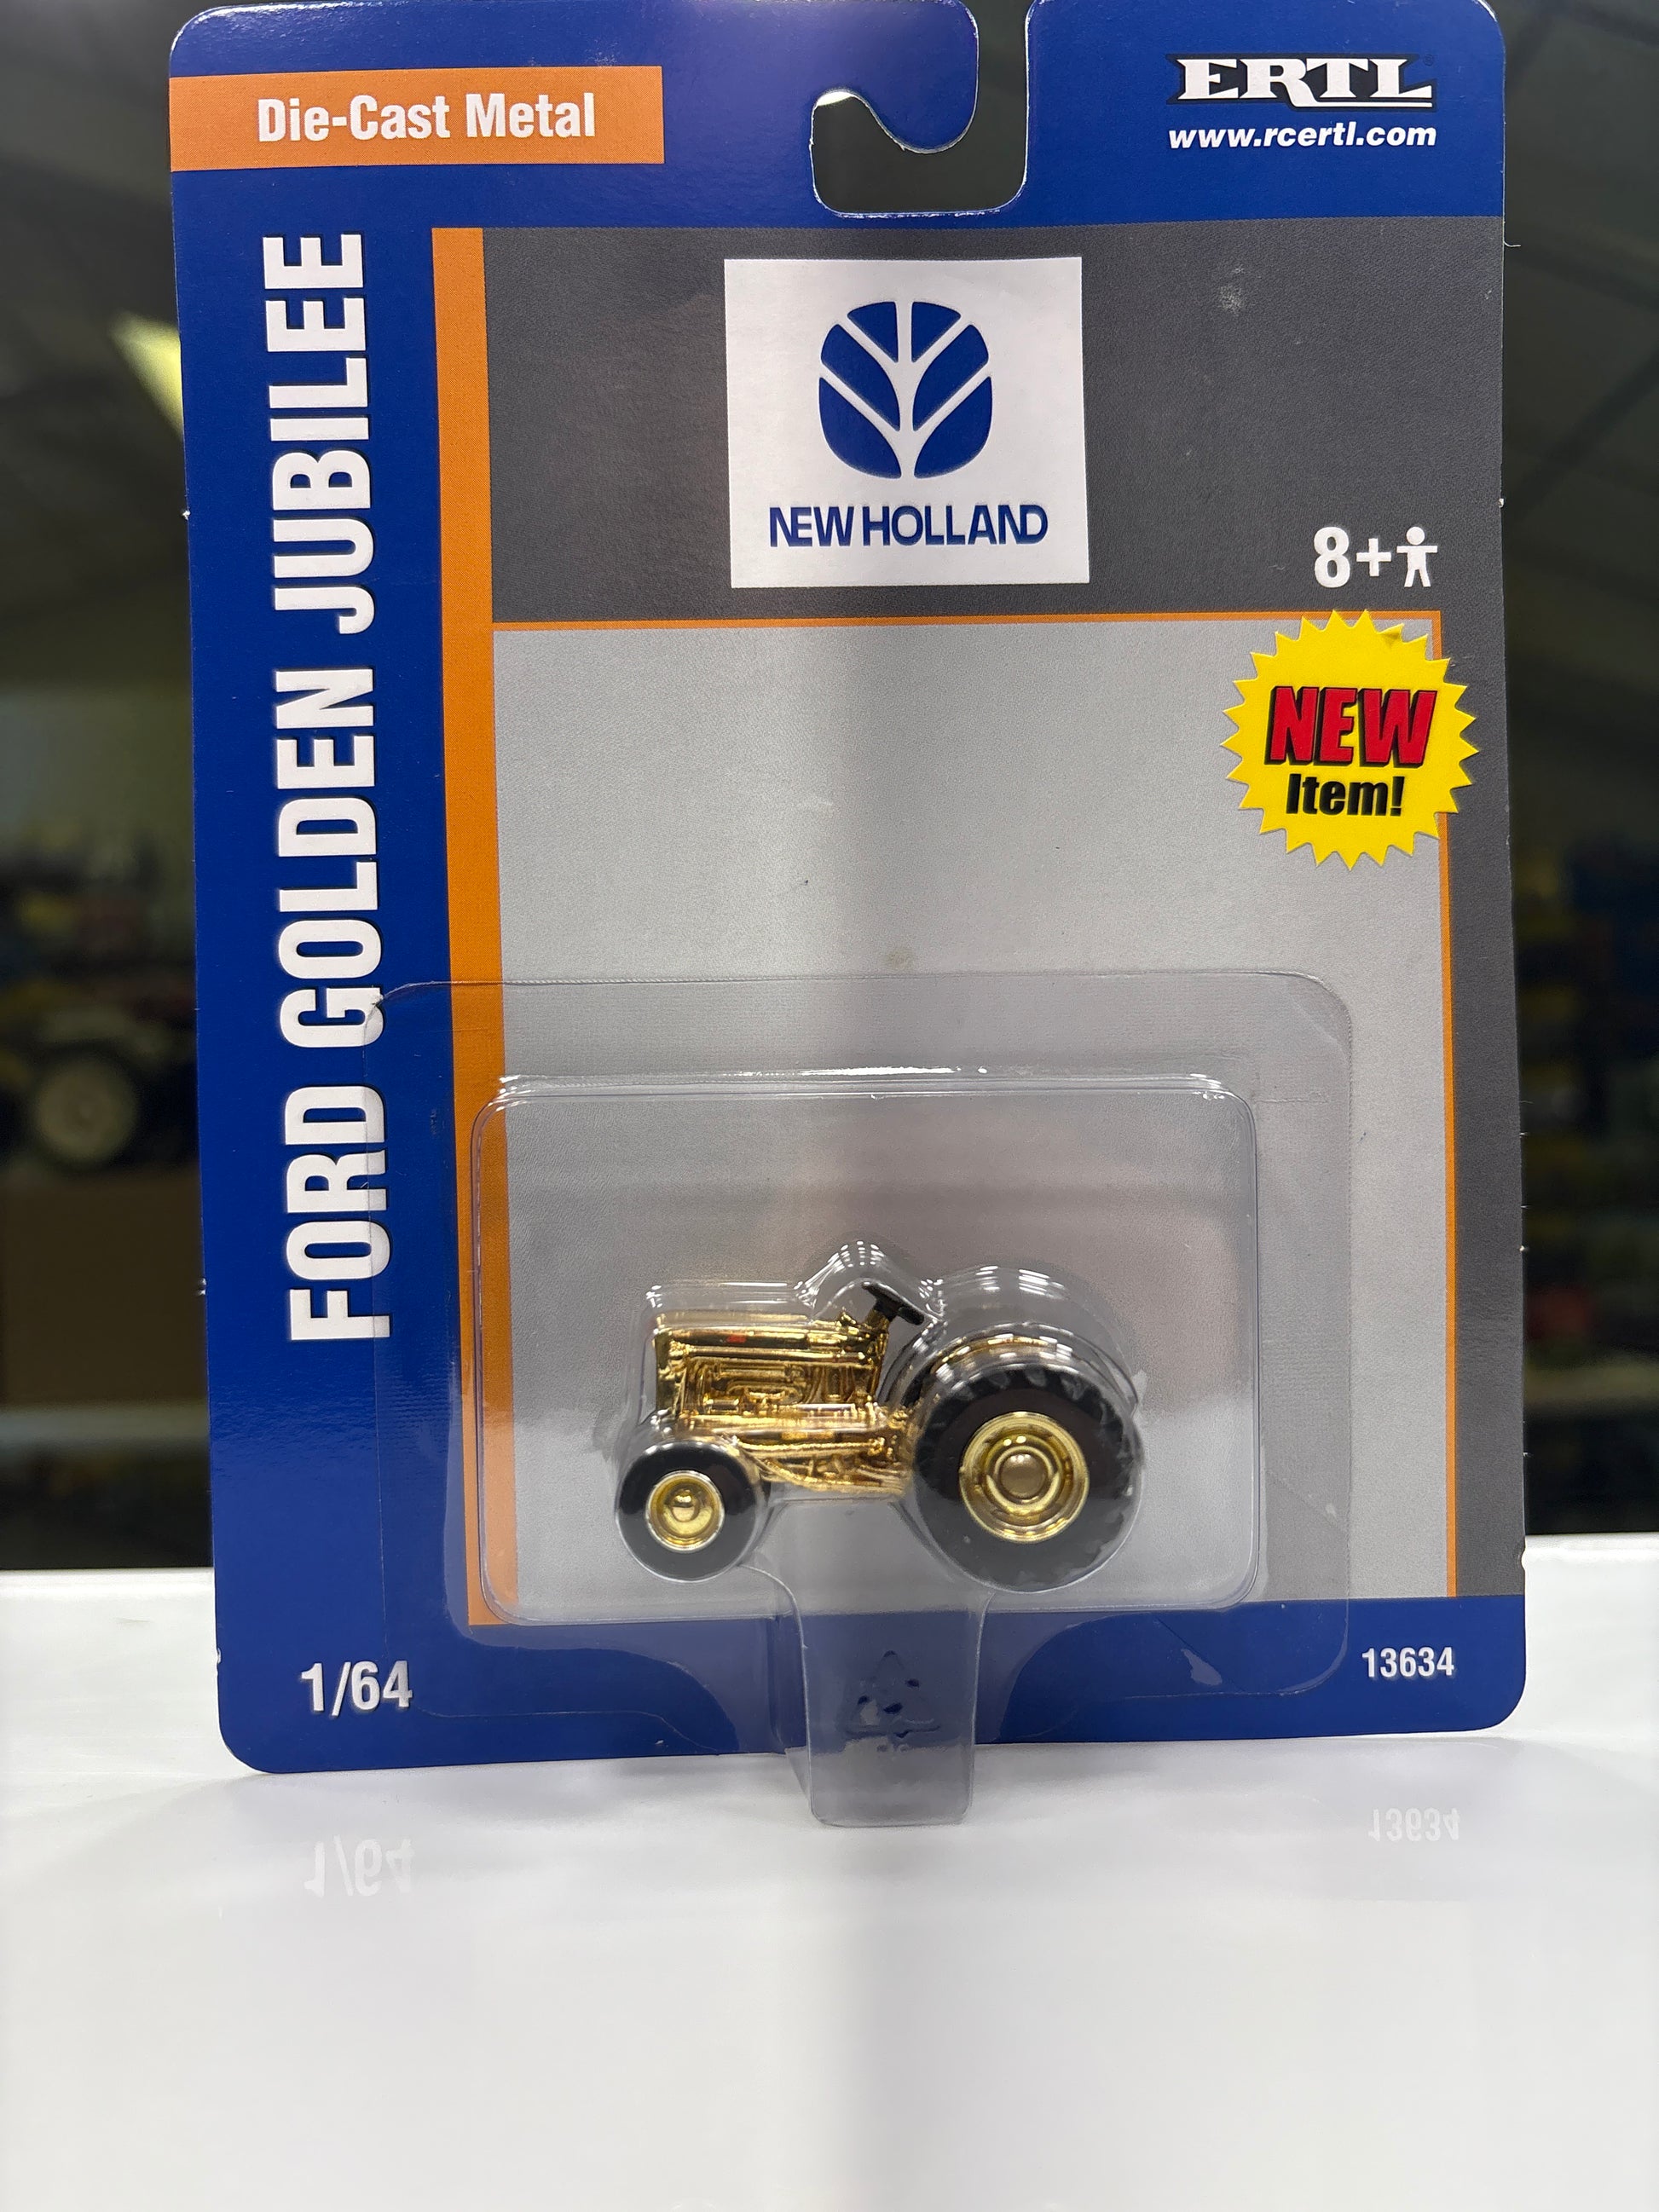 Die-Cast Metal
ERTL
www.rcertl.com
FORD GOLDEN JUBILEE
NEW HOLLAND
8+
NEW
Item!
1/64
13634